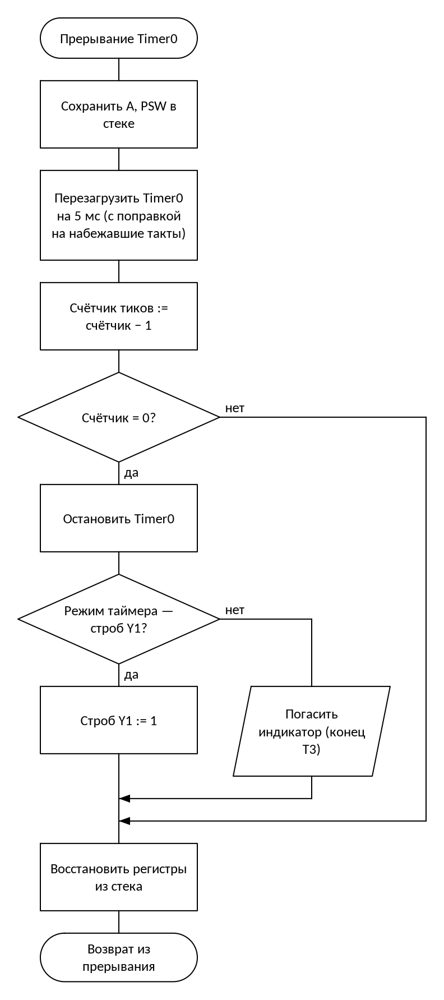 Прерывание Timer0
Сохранить A, PSW в
стеке
Перезагрузить Timer0
на 5 мс (с поправкой
на набежавшие такты)
Счётчик тиков :=
счётчик − 1
Счётчик = 0?
нет
да
Остановить Timer0
Режим таймера —
строб Y1?
нет
да
Строб Y1 := 1
Погасить
индикатор (конец
T3)
Восстановить регистры
из стека
Возврат из
прерывания